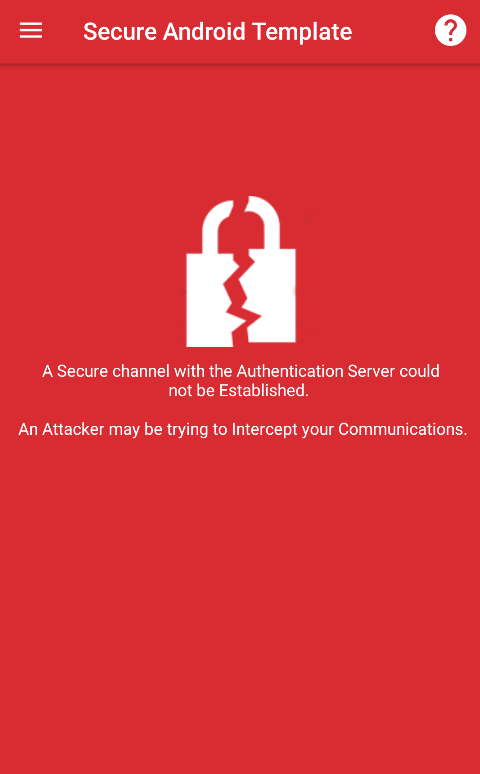 Secure Android Template
?
A Secure channel with the Authentication Server could
not be Established.
An Attacker may be trying to Intercept your Communications.